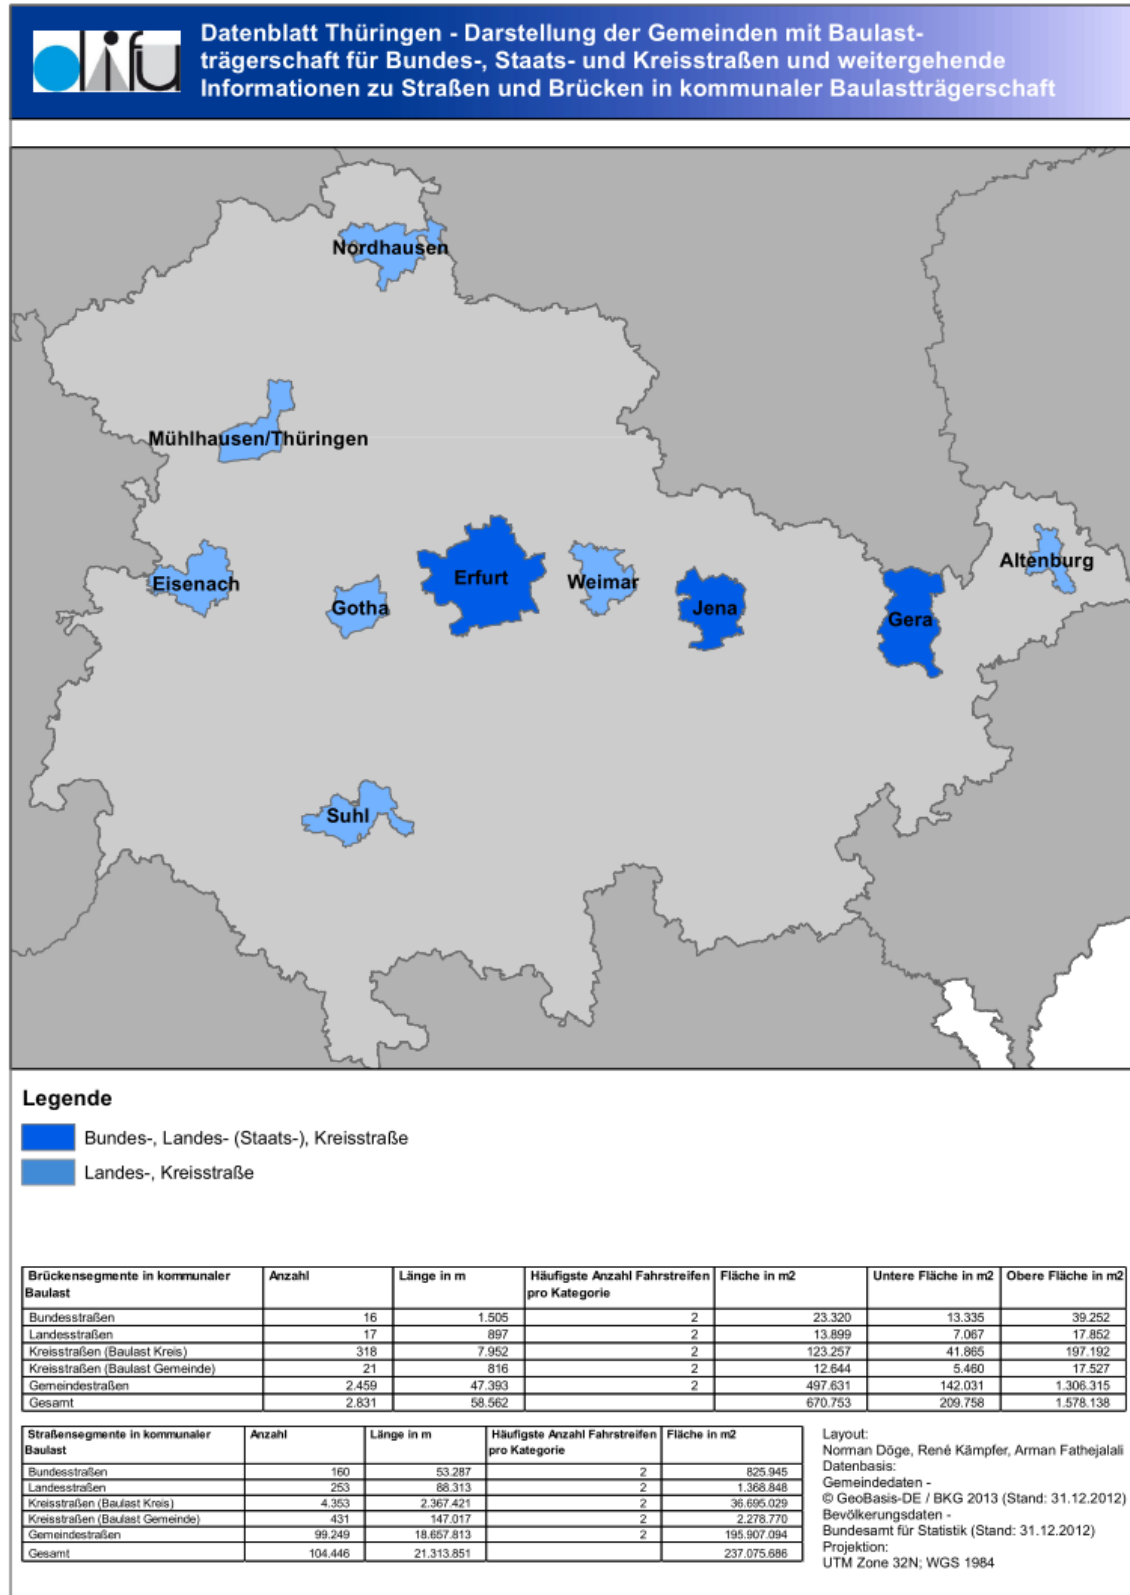 difu
Datenblatt Thüringen - Darstellung der Gemeinden mit Baulast-
trägerschaft für Bundes-, Staats- und Kreisstraßen und weitergehende
Informationen zu Straßen und Brücken in kommunaler Baulastträgerschaft
Nordhausen
Mühlhausen/Thüringen
Eisenach
Gotha
Erfurt
Weimar
Jena
Gera
Altenburg
Suhl
Legende
Bundes-, Landes- (Staats-), Kreisstraße
Landes-, Kreisstraße
Brückensegmente in kommunaler Baulast Anzahl Länge in m Häufigste Anzahl Fahrstreifen pro Kategorie Fläche in m2 Untere Fläche in m2 Obere Fläche in m2
Bundesstraßen 16 1.505 2 23.320 13.335 39.252
Landesstraßen 17 897 2 13.899 7.067 17.852
Kreisstraßen (Baulast Kreis) 318 7.952 2 123.257 41.865 197.192
Kreisstraßen (Baulast Gemeinde) 21 816 2 12.644 5.460 17.527
Gemeindestraßen 2.459 47.393 2 497.631 142.031 1.306.315
Gesamt 2.831 58.562 670.753 209.758 1.578.138
Straßensegmente in kommunaler Baulast Anzahl Länge in m Häufigste Anzahl Fahrstreifen pro Kategorie Fläche in m2
Bundesstraßen 160 53.287 2 825.945
Landesstraßen 253 88.313 2 1.368.848
Kreisstraßen (Baulast Kreis) 4.353 2.367.421 2 36.695.029
Kreisstraßen (Baulast Gemeinde) 431 147.017 2 2.278.770
Gemeindestraßen 99.249 18.657.813 2 195.907.094
Gesamt 104.446 21.313.851 237.075.686
Layout:
Norman Döge, René Kämpfer, Arman Fathejalali
Datenbasis:
Gemeindedaten -
© GeoBasis-DE / BKG 2013 (Stand: 31.12.2012)
Bevölkerungsdaten -
Bundesamt für Statistik (Stand: 31.12.2012)
Projektion:
UTM Zone 32N; WGS 1984